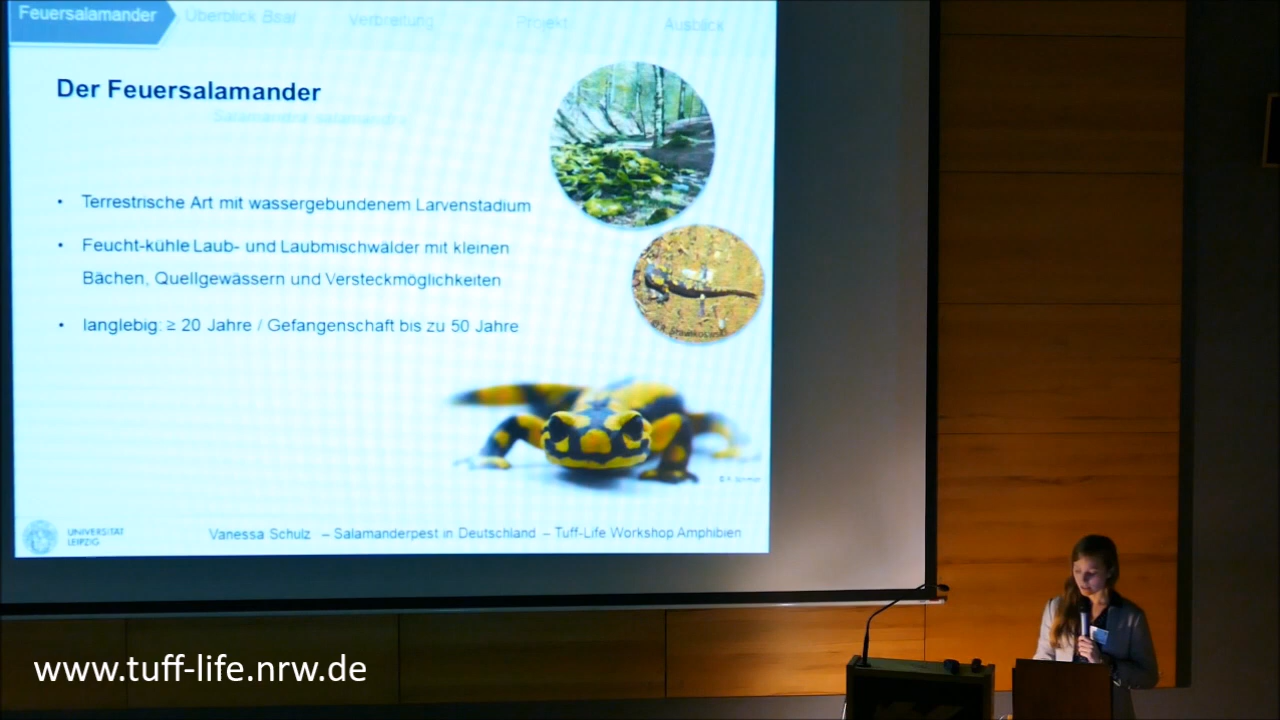 Feuersalamander Überblick Bsal Verbreitung Projekt Ausblick
Der Feuersalamander
Salamandra salamandra
• Terrestrische Art mit wassergebundenem Larvenstadium
• Feucht-kühle Laub- und Laubmischwälder mit kleinen
Bächen, Quellgewässern und Versteckmöglichkeiten
• langlebig: ≥ 20 Jahre / Gefangenschaft bis zu 50 Jahre
UNIVERSITÄT
LEIPZIG
Vanessa Schulz – Salamanderpest in Deutschland – Tuff-Life Workshop Amphibien
www.tuff-life.nrw.de